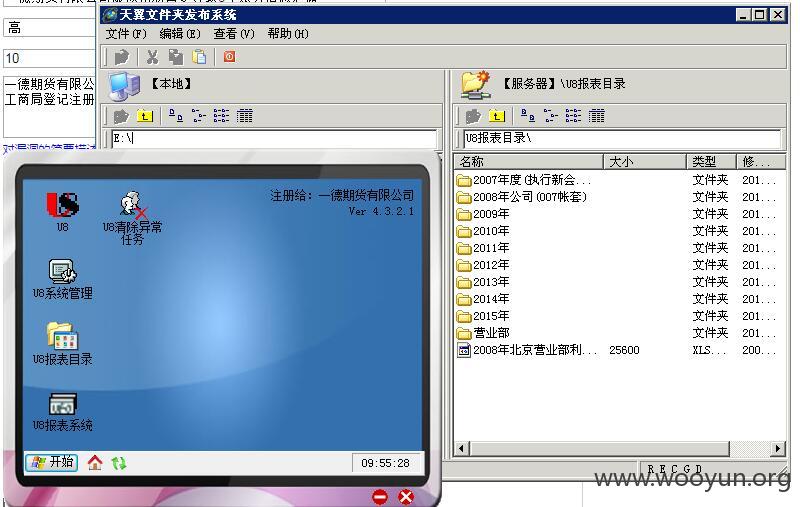 高
10
一德期货有限公
工商局登记注册
天翼文件夹发布系统
文件(F) 编辑(E) 查看(V) 帮助(H)
【本地】
【服务器】\U8报表目录
E:\
U8报表目录\
名称 大小 类型 修...
2007年度(执行新会... 文件夹 201...
2008年公司(007帐套) 文件夹 201...
2009年 文件夹 201...
2010年 文件夹 201...
2011年 文件夹 201...
2012年 文件夹 201...
2013年 文件夹 201...
2014年 文件夹 201...
2015年 文件夹 201...
营业部 文件夹 201...
2008年北京营业部利... 25600 XLS... 200...
R E C G D
注册给：一德期货有限公司
Ver 4.3.2.1
U8
U8清除异常
任务
U8系统管理
U8报表目录
U8报表系统
开始
09:55:28
www.wooyun.org